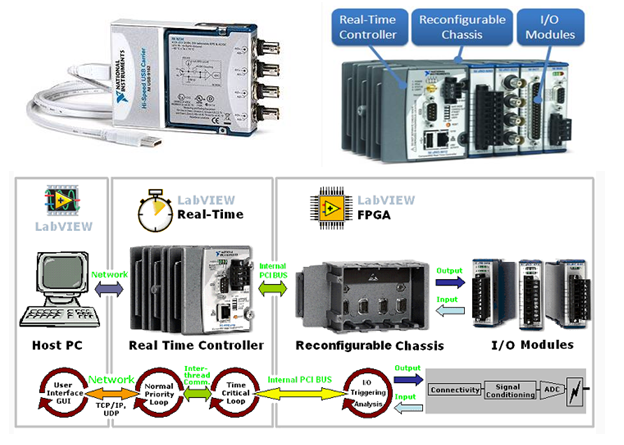 NATIONAL
INSTRUMENTS
Hi-Speed USB Carrier
NI USB-9162
Real-Time
Controller
Reconfigurable
Chassis
I/O
Modules
LabVIEW
LabVIEW
Real-Time
LabVIEW
FPGA
Network
Internal
PCI BUS
Output
Input
Host PC
Real Time Controller
Reconfigurable Chassis
I/O Modules
User
Interface
GUI
Network
TCP/IP,
UDP
Normal
Priority
Loop
Inter-
thread
Comm.
Time
Critical
Loop
Internal PCI BUS
I/O
Triggering
Analysis
Output
Input
Connectivity
Signal
Conditioning
ADC